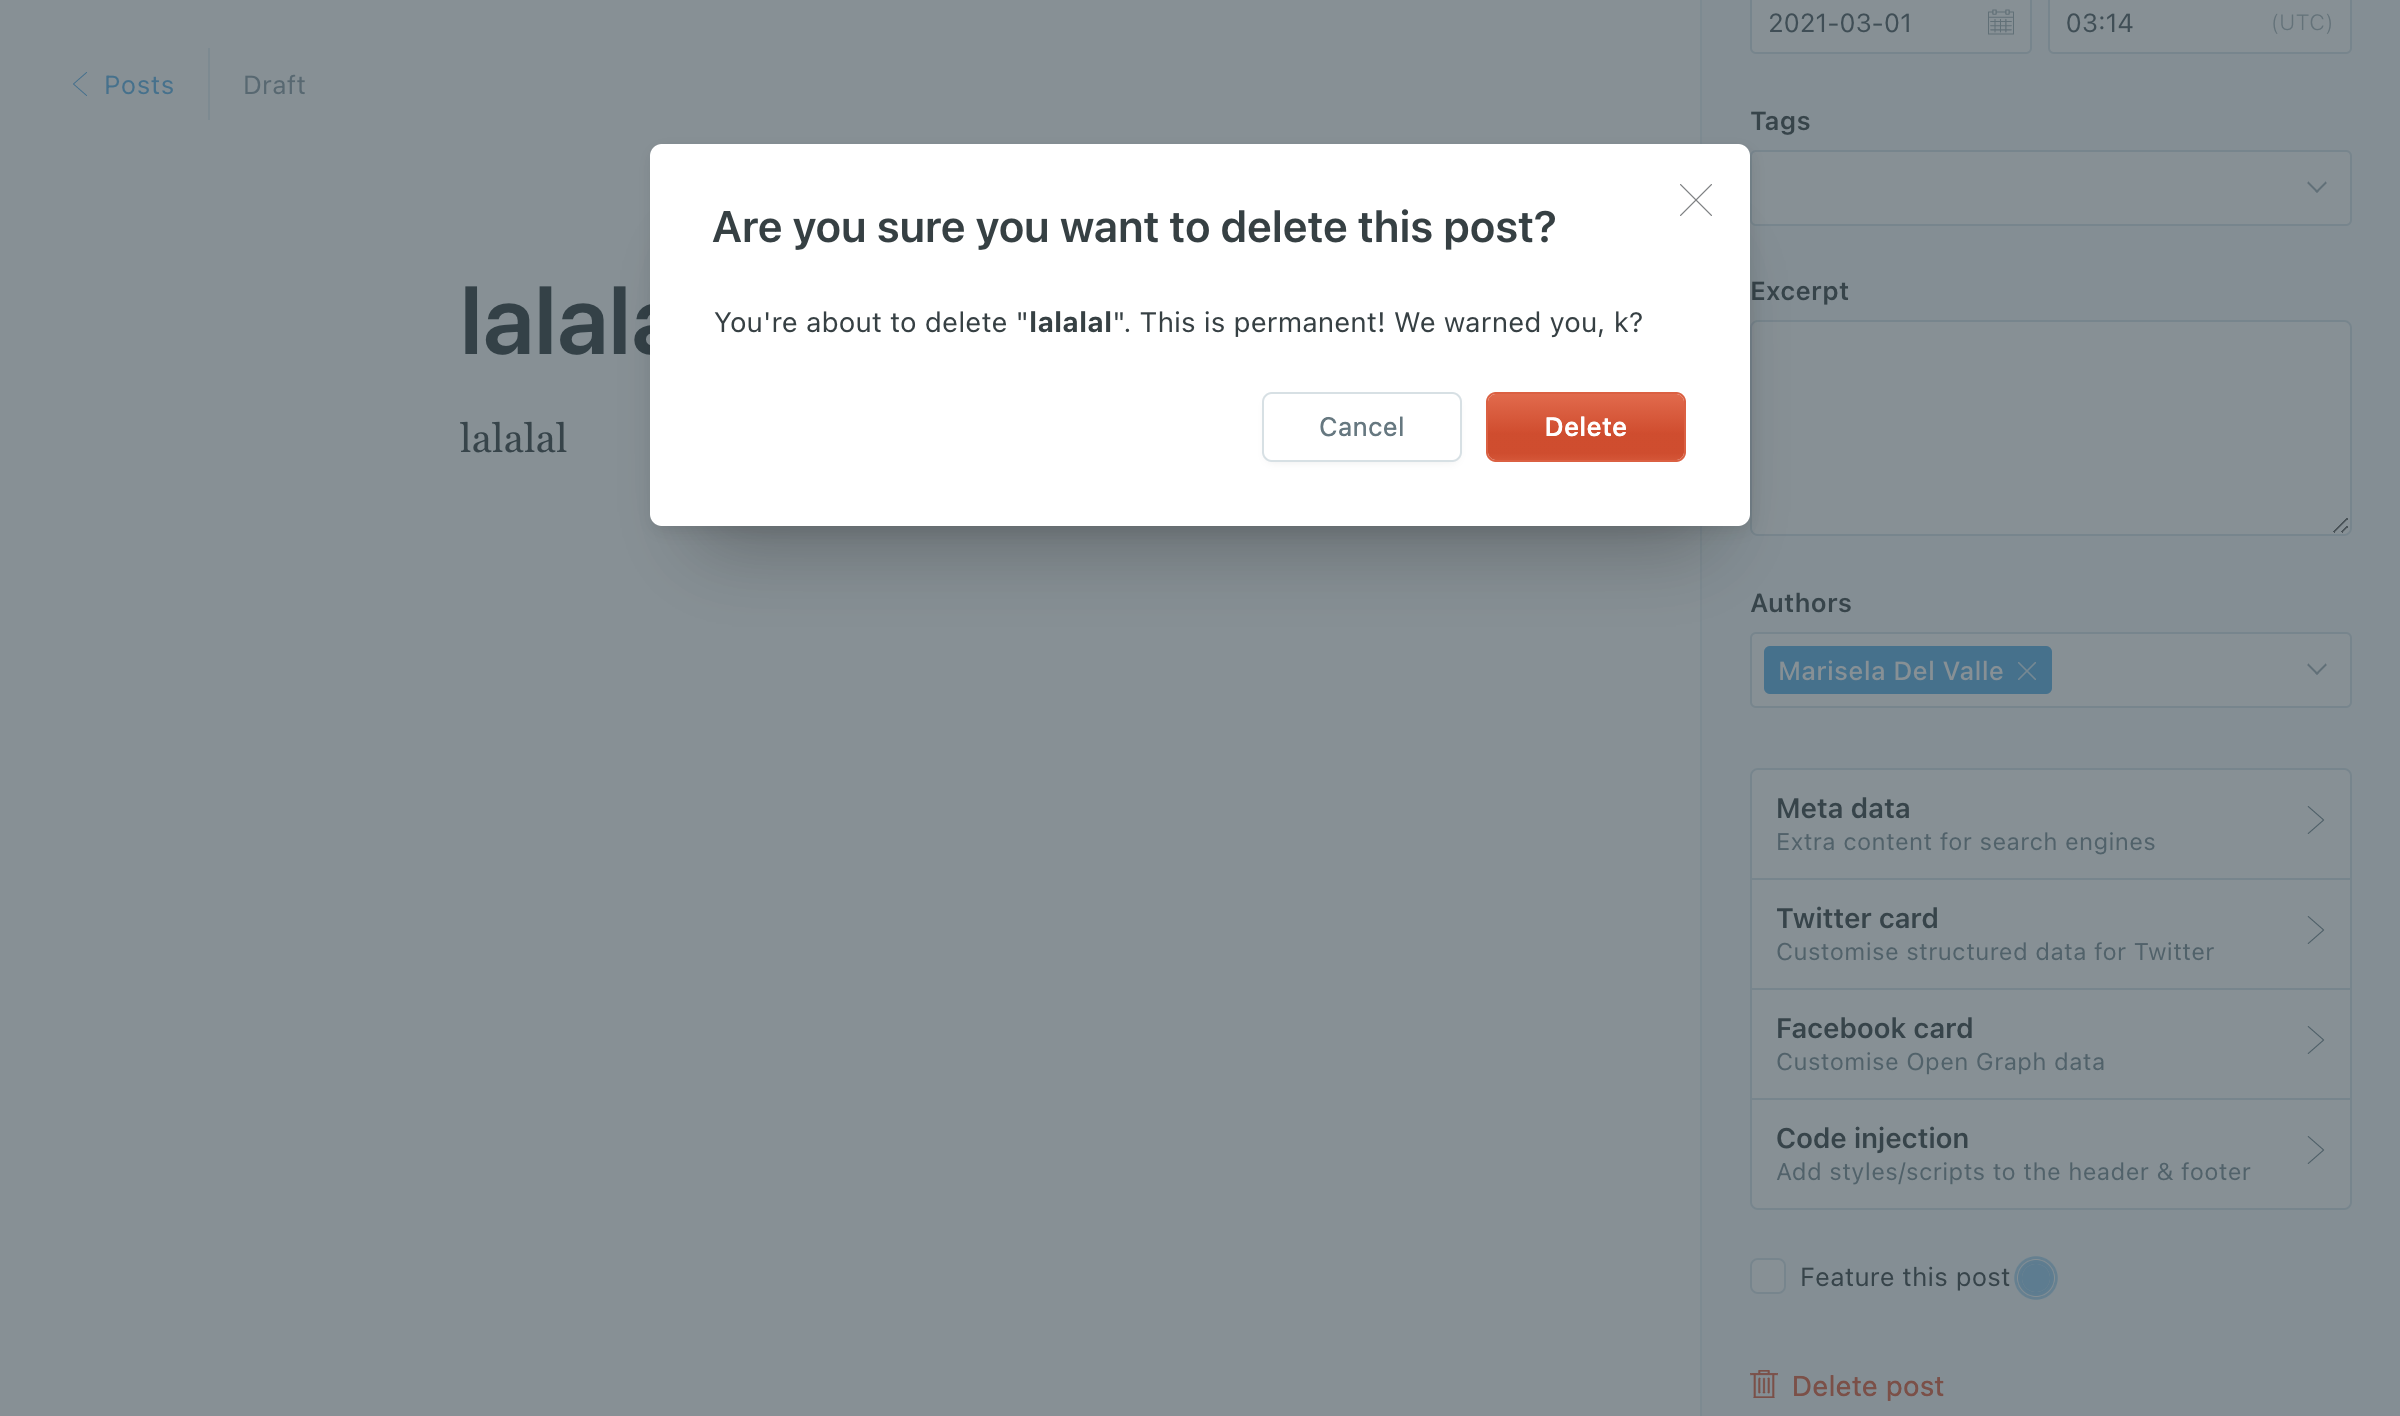 Posts
Draft
lalala
lalalal
Are you sure you want to delete this post?
You're about to delete "lalalal". This is permanent! We warned you, k?
Cancel
Delete
2021-03-01
03:14
(UTC)
Tags
Excerpt
Authors
Marisela Del Valle
Meta data
Extra content for search engines
Twitter card
Customise structured data for Twitter
Facebook card
Customise Open Graph data
Code injection
Add styles/scripts to the header & footer
Feature this post
Delete post